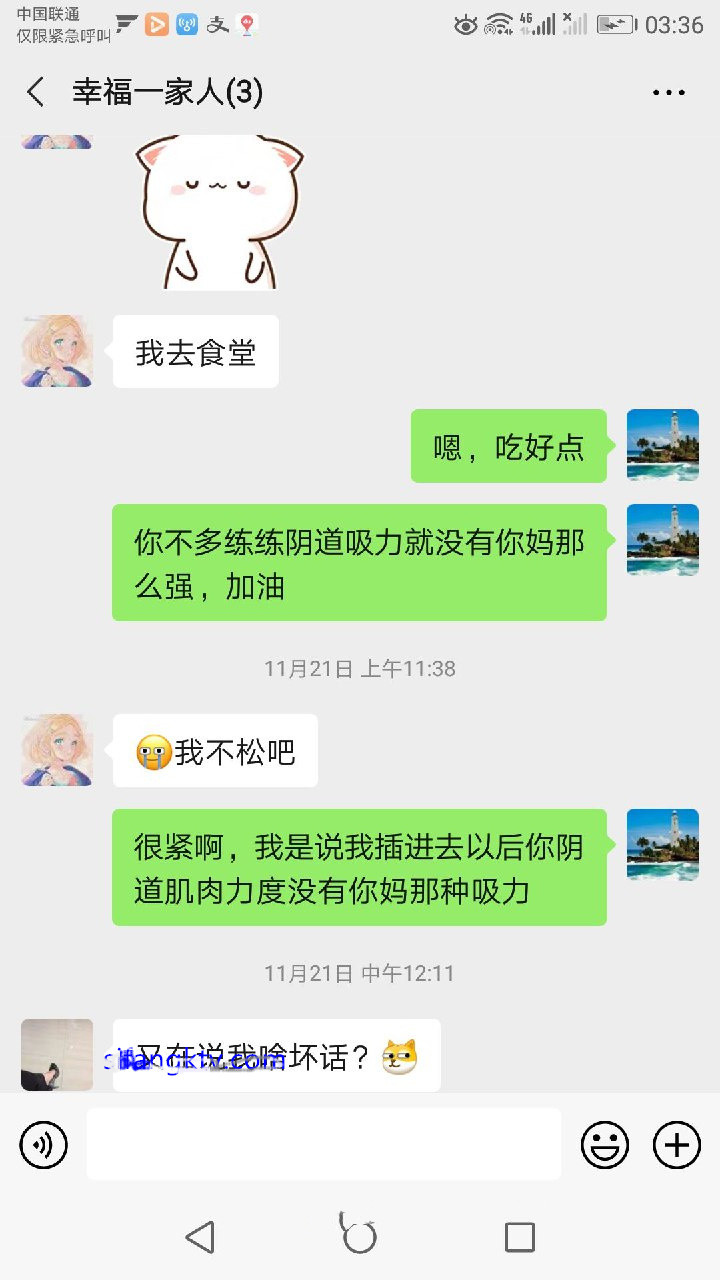 中国联通
仅限紧急呼叫
支
4G
03:36
幸福一家人(3)
我去食堂
嗯，吃好点
你不多练练阴道吸力就没有你妈那
么强，加油
11月21日 上午11:38
我不松吧
很紧啊，我是说我插进去以后你阴
道肌肉力度没有你妈那种吸力
11月21日 中午12:11
又在说我啥坏话？